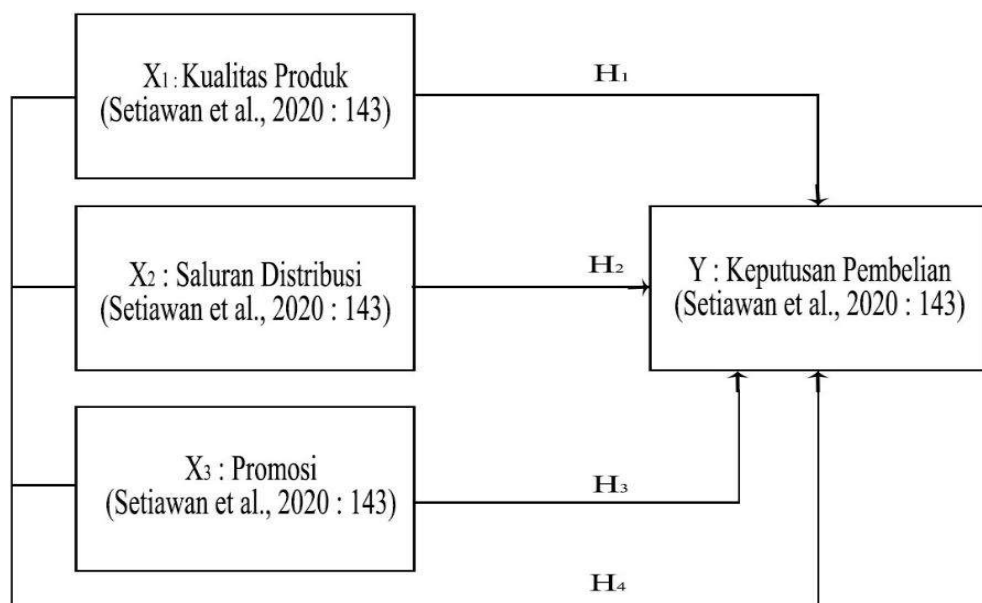 X1 : Kualitas Produk
(Setiawan et al., 2020 : 143)
H1
X2 : Saluran Distribusi
(Setiawan et al., 2020 : 143)
H2
Y : Keputusan Pembelian
(Setiawan et al., 2020 : 143)
X3 : Promosi
(Setiawan et al., 2020 : 143)
H3
H4